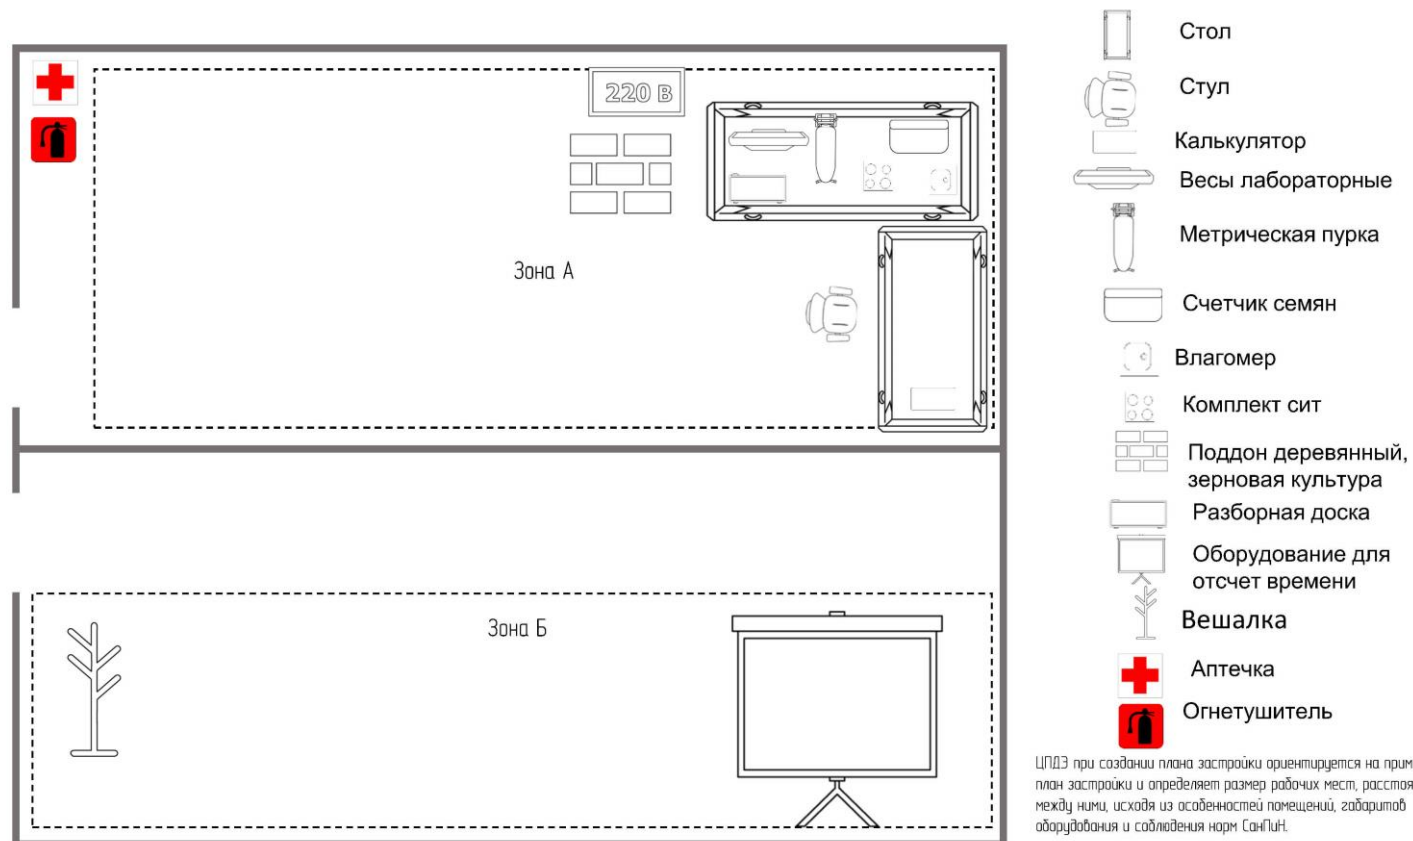 220 В
Зона А
Зона Б
Стол
Стул
Калькулятор
Весы лабораторные
Метрическая пурка
Счетчик семян
Влагомер
Комплект сит
Поддон деревянный,
зерновая культура
Разборная доска
Оборудование для
отсчет времени
Вешалка
Аптечка
Огнетушитель
ЦПДЭ при создании плана застройки ориентируется на прим
план застройки и определяет размер рабочих мест, расстоя
между ними, исходя из особенностей помещений, габаритов
оборудования и соблюдения норм СанПиН.